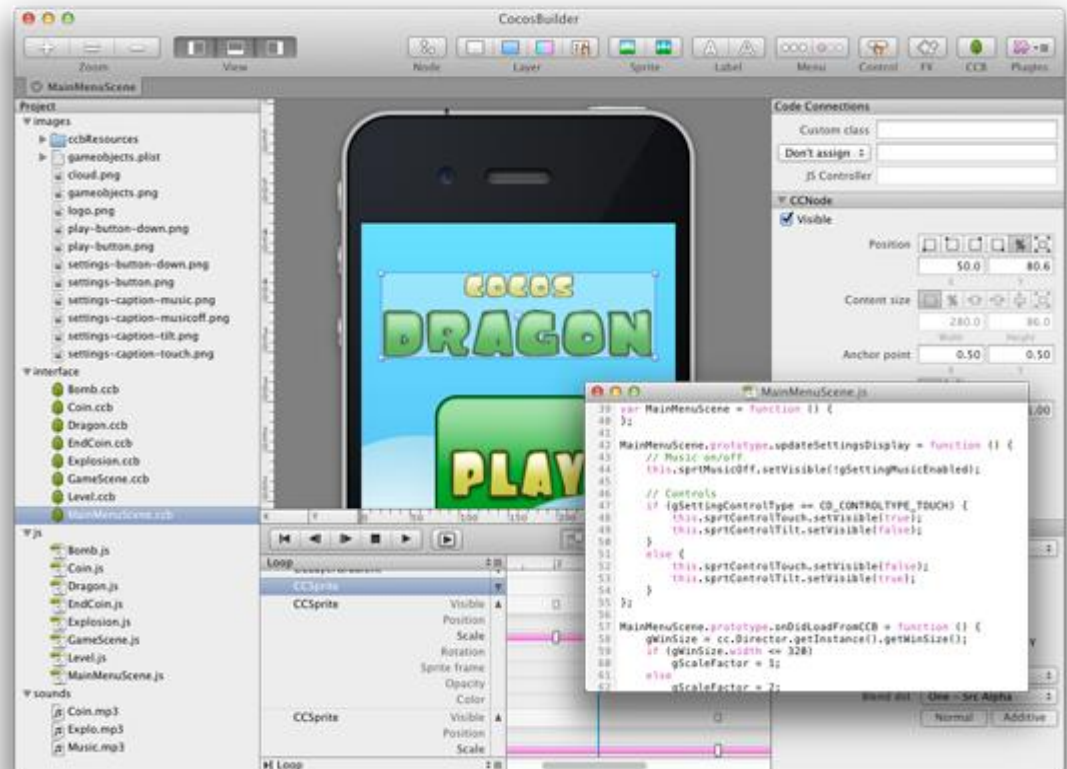 CocosBuilder
Zoom View Node Layer Sprite Label Menu Control FX CCB Plugins
MainMenuScene
Project
images
ccbResources
gameobjects.plist
cloud.png
gameobjects.png
logo.png
play-button-down.png
play-button.png
settings-button-down.png
settings-button.png
settings-caption-music.png
settings-caption-musicoff.png
settings-caption-tilt.png
settings-caption-touch.png
interface
Bomb.ccb
Coin.ccb
Dragon.ccb
EndCoin.ccb
Explosion.ccb
GameScene.ccb
Level.ccb
MainMenuScene.ccb
js
Bomb.js
Coin.js
Dragon.js
EndCoin.js
Explosion.js
GameScene.js
Level.js
MainMenuScene.js
sounds
Coin.mp3
Explo.mp3
Music.mp3
COCOS
DRAGON
PLAY
0 50 100 150 200
Loop
CCSprite
CCSprite Visible
Position
Scale
Rotation
Sprite frame
Opacity
Color
CCSprite Visible
Position
Scale
Loop
Code Connections
Custom class
Don't assign
JS Controller
CCNode
Visible
Position
50.0 80.6
X Y
Content size
280.0 86.0
Width Height
Anchor point 0.50 0.50
X Y
MainMenuScene.js
39 var MainMenuScene = function () {
40 };
41
42 MainMenuScene.prototype.updateSettingsDisplay = function () {
43 // Music on/off
44 this.sprtMusicOff.setVisible(!gSettingMusicEnabled);
45
46 // Controls
47 if (gSettingControlType == CD_CONTROLTYPE_TOUCH) {
48 this.sprtControlTouch.setVisible(true);
49 this.sprtControlTilt.setVisible(false);
50 }
51 else {
52 this.sprtControlTouch.setVisible(false);
53 this.sprtControlTilt.setVisible(true);
54 }
55 };
56
57 MainMenuScene.prototype.onDidLoadFromCCB = function () {
58 gWinSize = cc.Director.getInstance().getWinSize();
59 if (gWinSize.width <= 320)
60 gScaleFactor = 1;
61 else
62 gScaleFactor = 2;
Blend dst One - Src Alpha
Normal Additive